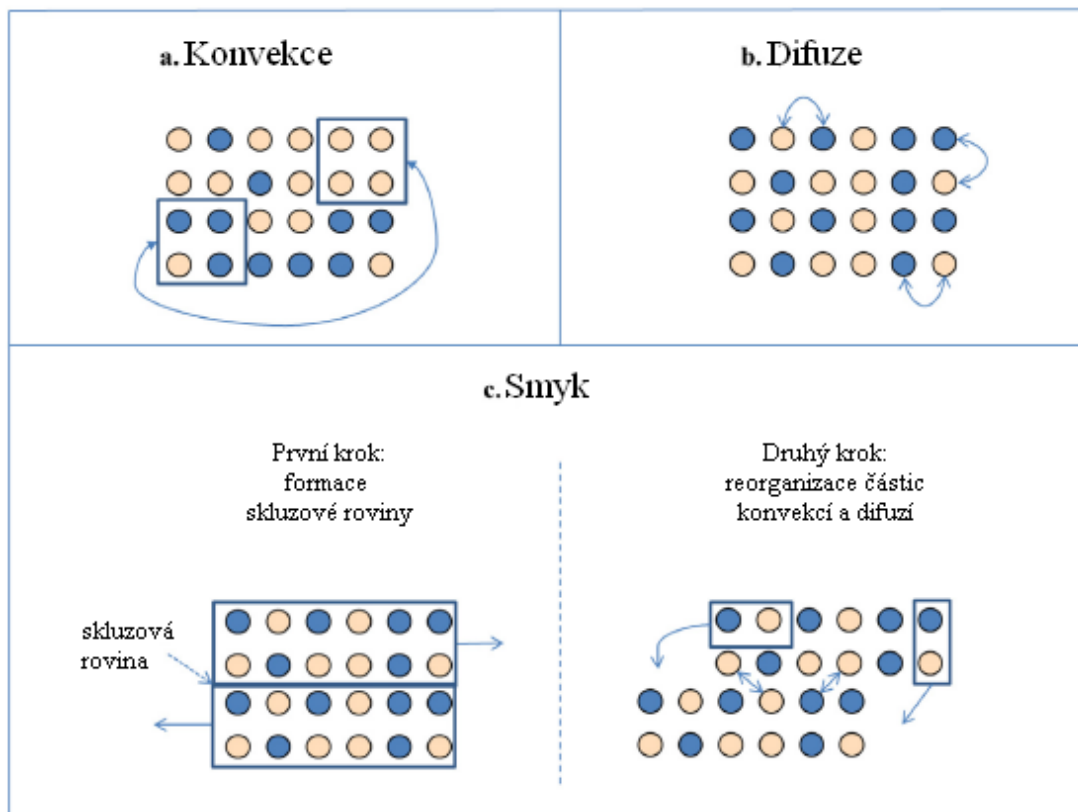 a. Konvekce
b. Difuze
c. Smyk
První krok:
formace
skluzové roviny
Druhý krok:
reorganizace částic
konvekcí a difuzí
skluzová
rovina